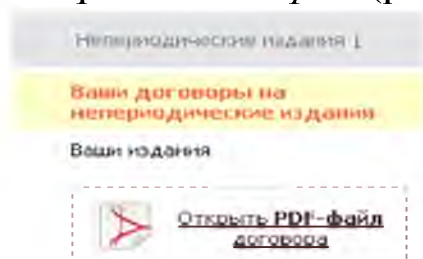 Непериодические издания
Ваши договоры на
непериодические издания
Ваши издания
Открыть PDF-файл
договора